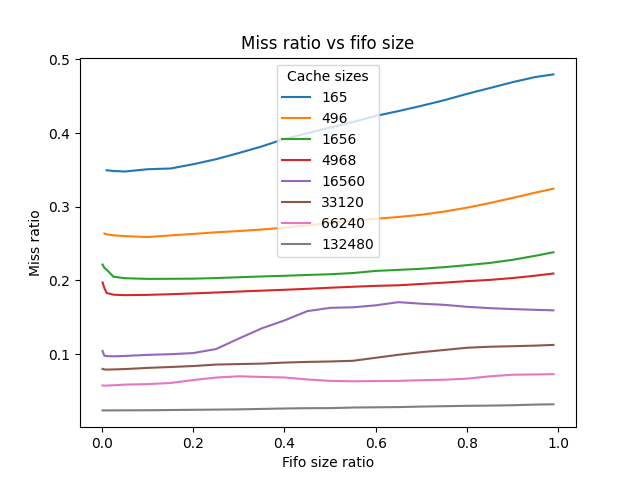 Miss ratio vs fifo size
0.5
0.4
0.3
0.2
0.1
Miss ratio
Cache sizes
165
496
1656
4968
16560
33120
66240
132480
0.0 0.2 0.4 0.6 0.8 1.0
Fifo size ratio